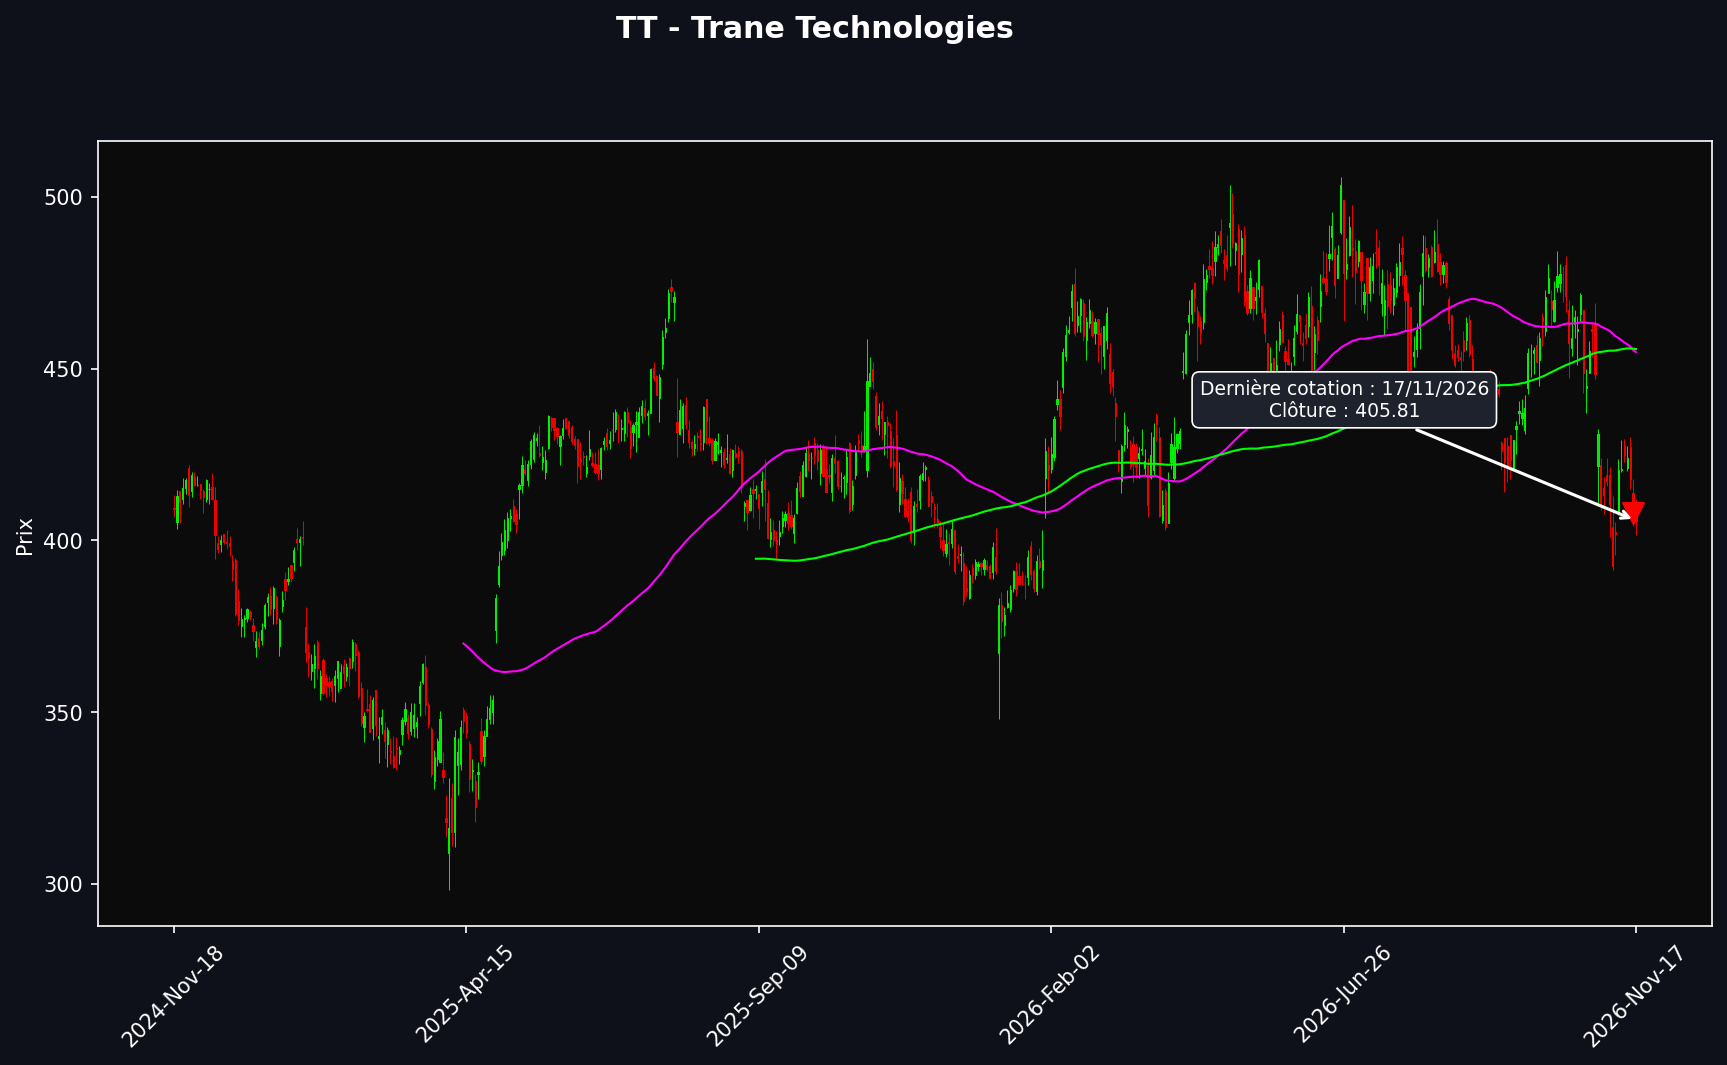 TT - Trane Technologies
Prix
500
450
400
350
300
Dernière cotation : 17/11/2026
Clôture : 405.81
2024-Nov-18
2025-Apr-15
2025-Sep-09
2026-Feb-02
2026-Jun-26
2026-Nov-17